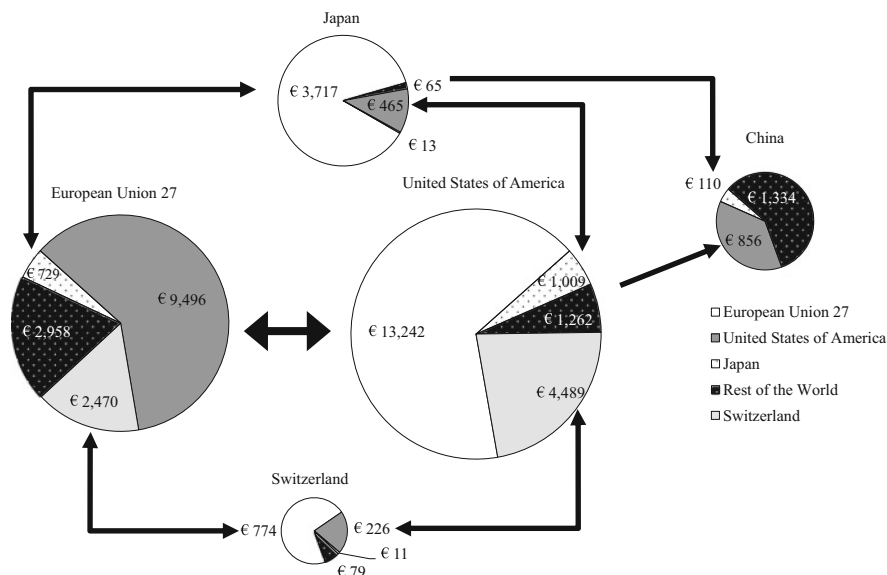 Japan
€ 3,717
€ 65
€ 465
€ 13
China
€ 110
€ 1,334
€ 856
European Union 27
€ 729
€ 9,496
€ 2,958
€ 2,470
United States of America
€ 13,242
€ 1,009
€ 1,262
€ 4,489
European Union 27
United States of America
Japan
Rest of the World
Switzerland
Switzerland
€ 774
€ 226
€ 11
€ 79